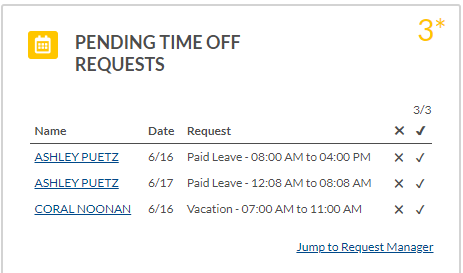 3*
PENDING TIME OFF
REQUESTS
3/3
Name Date Request ✕ ✓
ASHLEY PUETZ 6/16 Paid Leave - 08:00 AM to 04:00 PM ✕ ✓
ASHLEY PUETZ 6/17 Paid Leave - 12:08 AM to 08:08 AM ✕ ✓
CORAL NOONAN 6/16 Vacation - 07:00 AM to 11:00 AM ✕ ✓
Jump to Request Manager